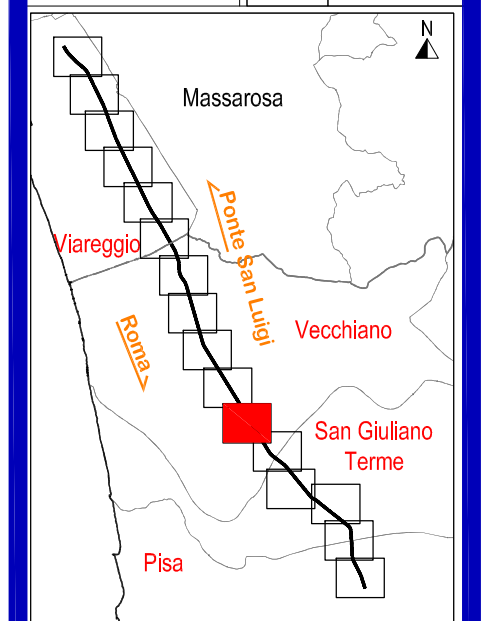 N
Massarosa
Ponte San Luigi
Viareggio
Roma
Vecchiano
San Giuliano
Terme
Pisa